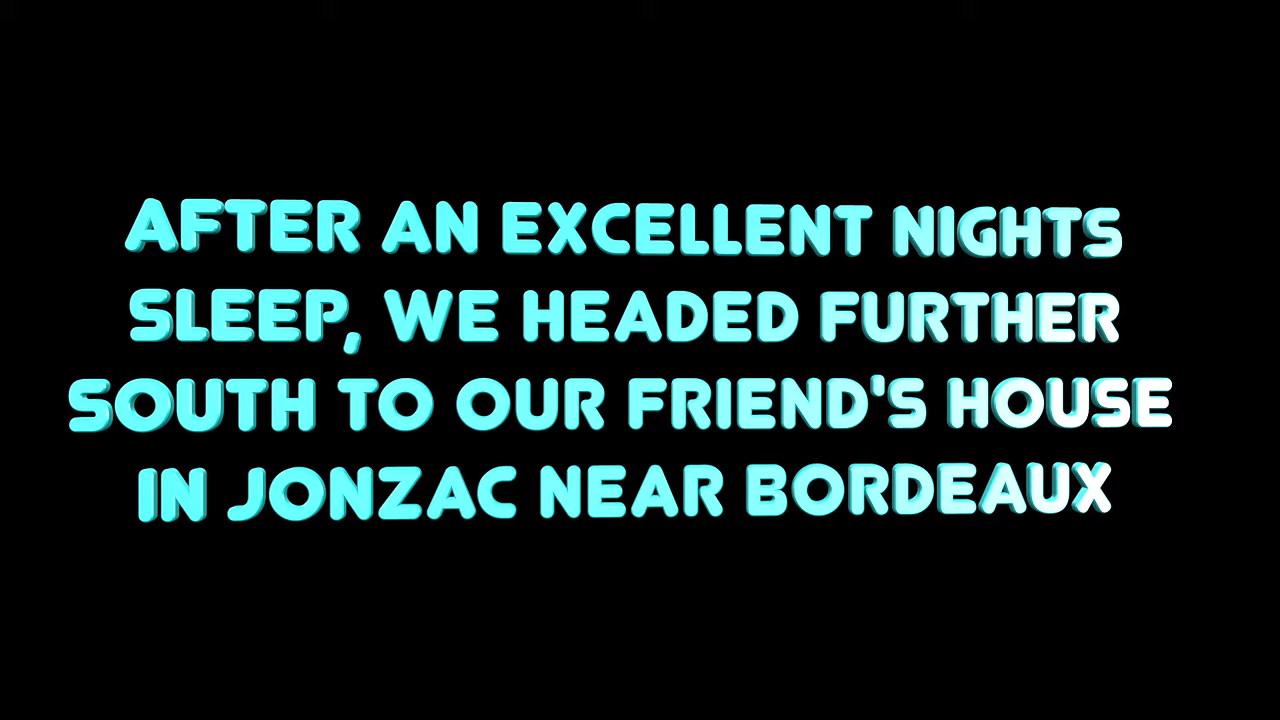 AFTER AN EXCELLENT NIGHTS
SLEEP, WE HEADED FURTHER
SOUTH TO OUR FRIEND'S HOUSE
IN JONZAC NEAR BORDEAUX